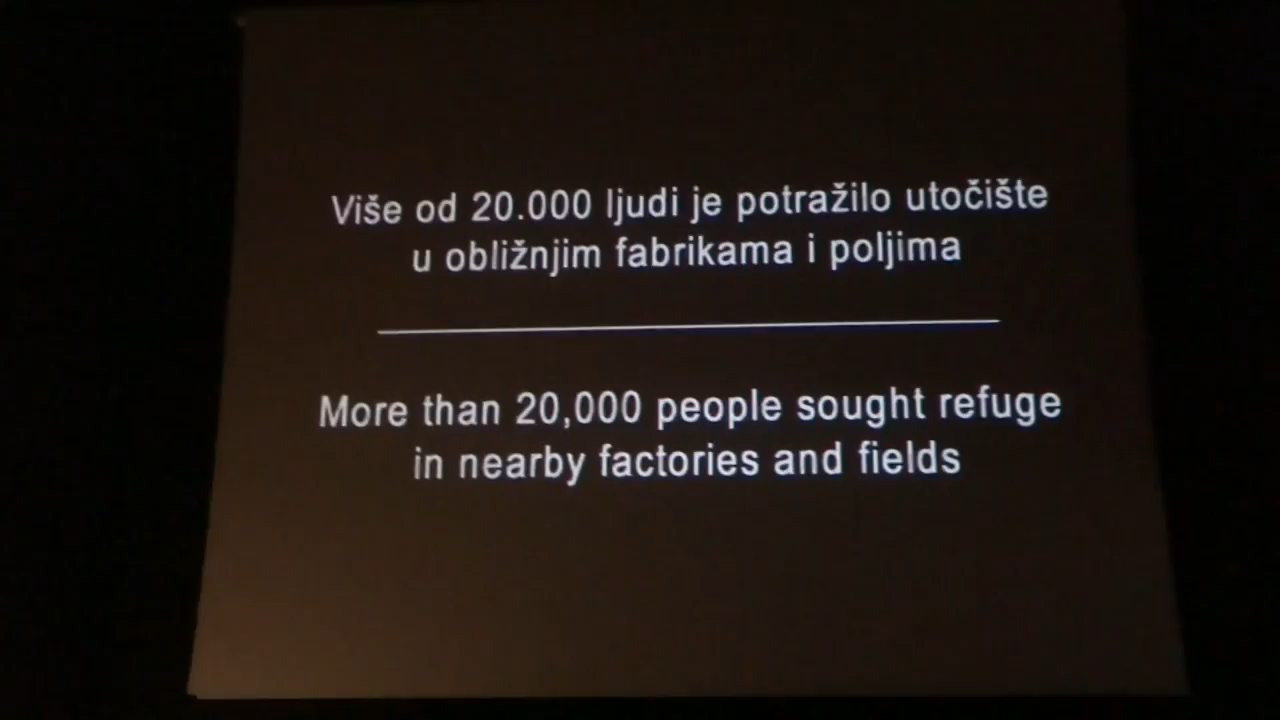 Više od 20.000 ljudi je potražilo utočište
u obližnjim fabrikama i poljima
More than 20,000 people sought refuge
in nearby factories and fields